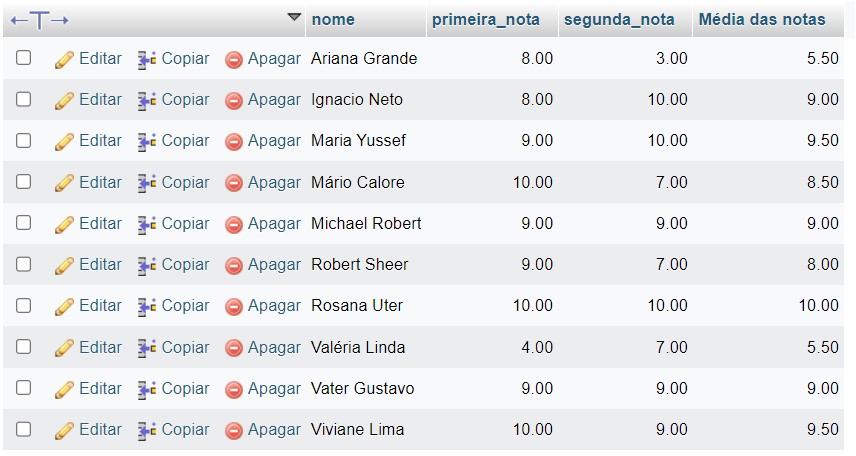 nome primeira_nota segunda_nota Média das notas
Editar Copiar Apagar Ariana Grande 8.00 3.00 5.50
Editar Copiar Apagar Ignacio Neto 8.00 10.00 9.00
Editar Copiar Apagar Maria Yussef 9.00 10.00 9.50
Editar Copiar Apagar Mário Calore 10.00 7.00 8.50
Editar Copiar Apagar Michael Robert 9.00 9.00 9.00
Editar Copiar Apagar Robert Sheer 9.00 7.00 8.00
Editar Copiar Apagar Rosana Uter 10.00 10.00 10.00
Editar Copiar Apagar Valéria Linda 4.00 7.00 5.50
Editar Copiar Apagar Vater Gustavo 9.00 9.00 9.00
Editar Copiar Apagar Viviane Lima 10.00 9.00 9.50